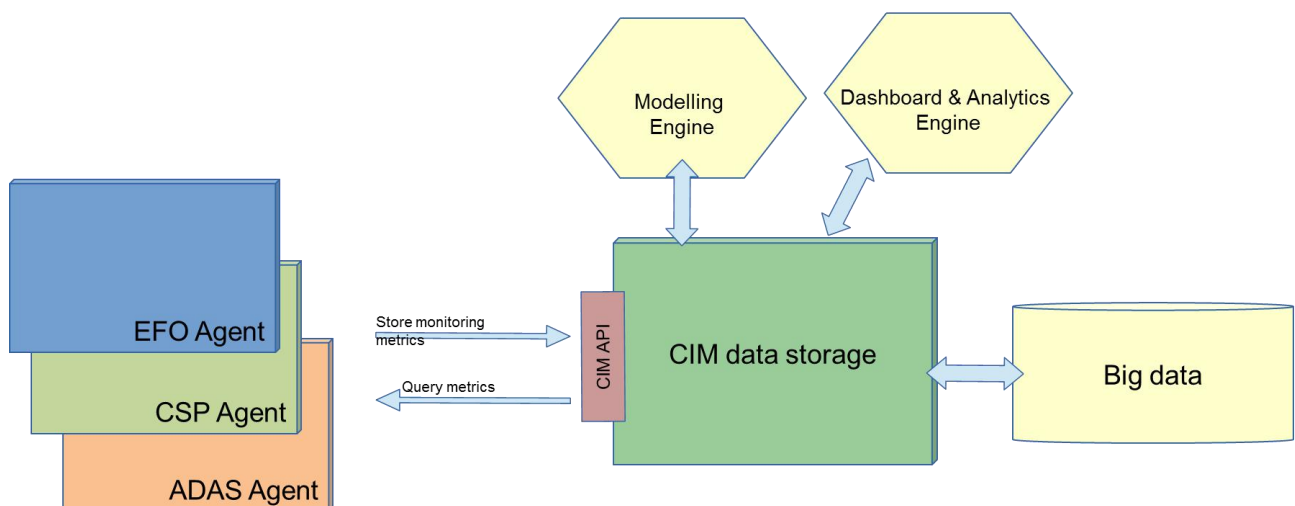 Modelling
Engine
Dashboard & Analytics
Engine
EFO Agent
CSP Agent
ADAS Agent
Store monitoring
metrics
Query metrics
CIM API
CIM data storage
Big data